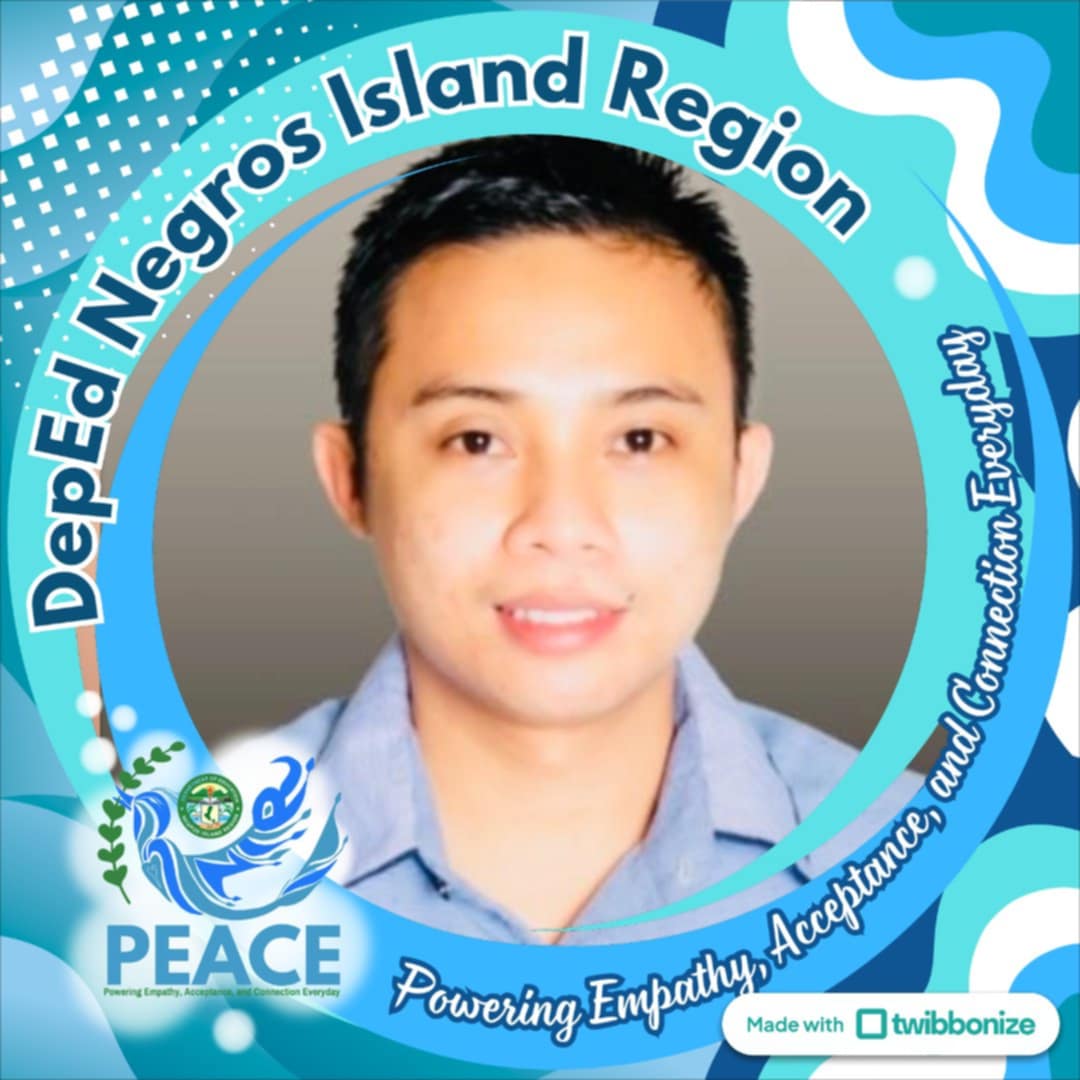 DepEd Negros Island Region
Powering Empathy, Acceptance, and Connection Everyday
PEACE
Powering Empathy, Acceptance, and Connection Everyday
Made with twibbonize